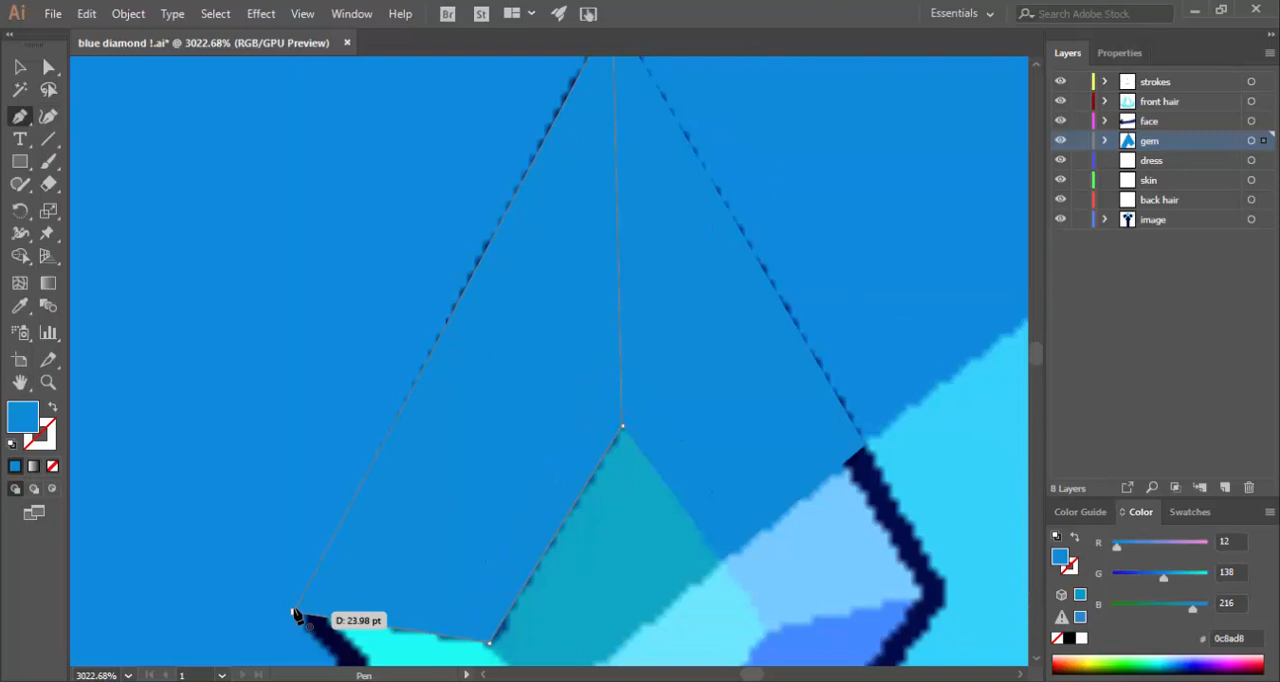 Ai File Edit Object Type Select Effect View Window Help Br St Essentials Search Adobe Stock
blue diamond !.ai* @ 3022.68% (RGB/GPU Preview) ×
Layers Properties
strokes
front hair
face
gem
dress
skin
back hair
image
8 Layers
Color Guide Color Swatches
R 12
G 138
B 216
# 0c8ad8
D: 23.98 pt
3022.68% 1 Pen